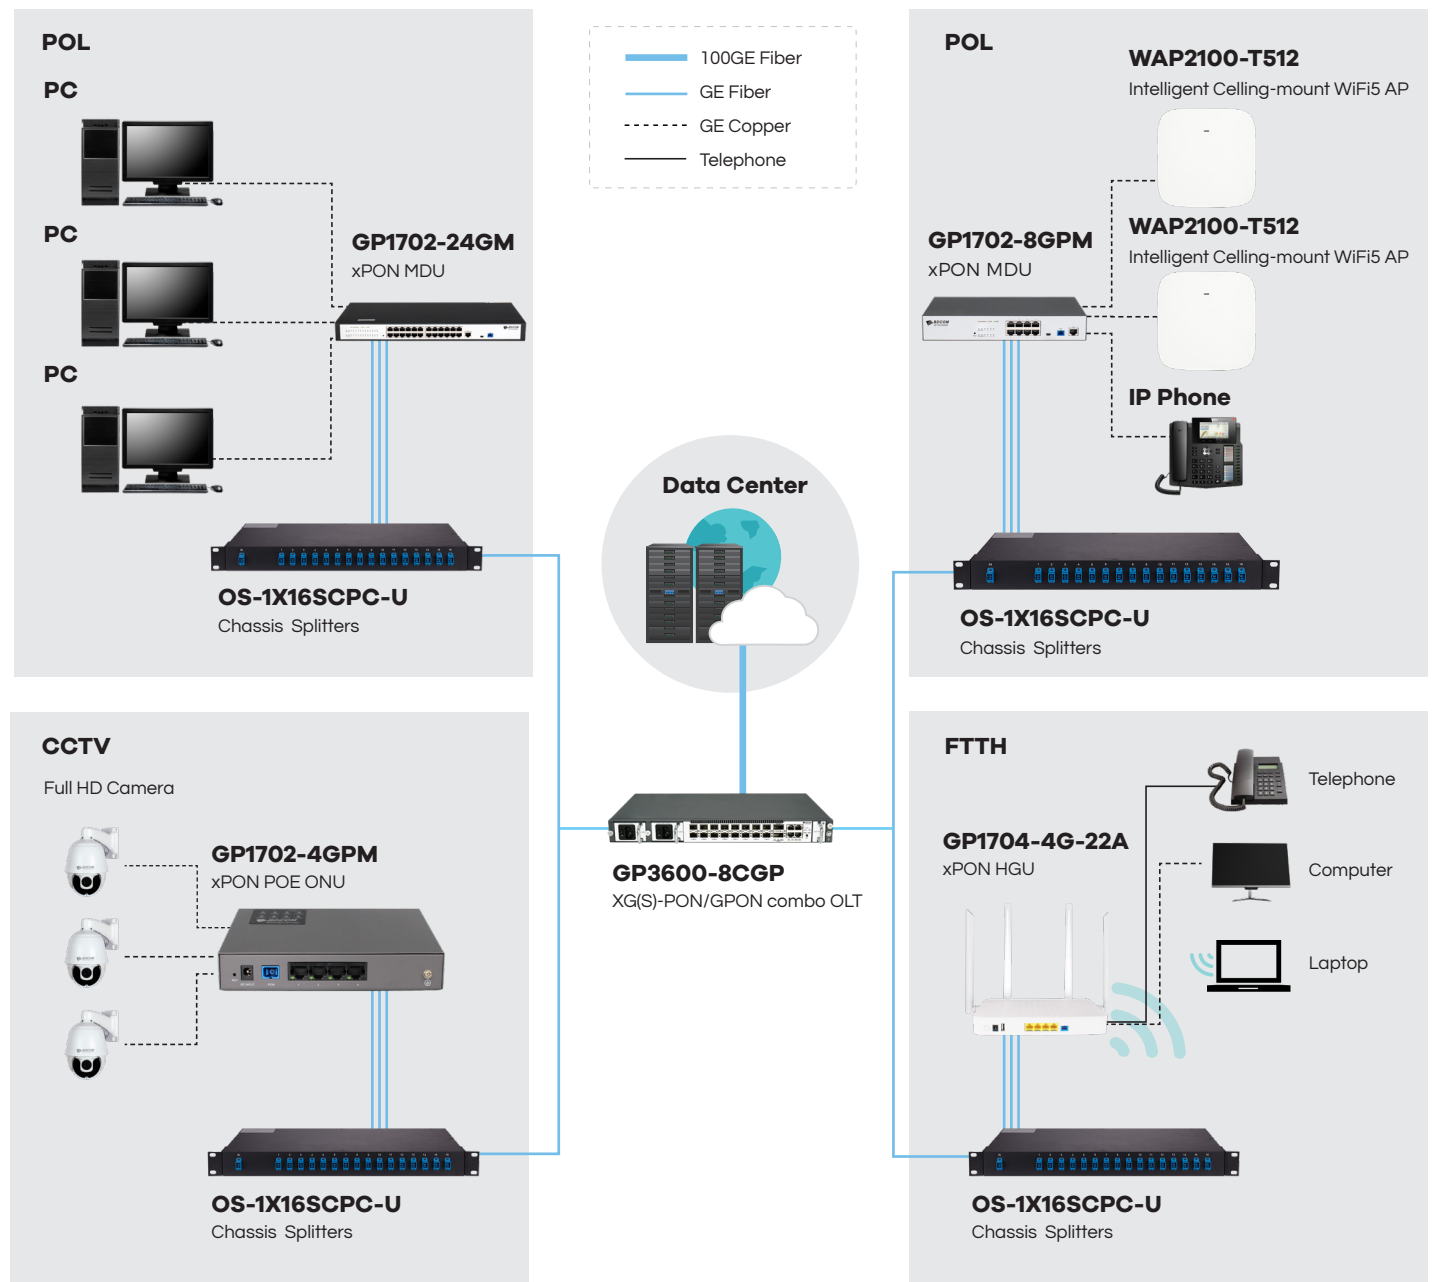 POL
PC
PC
GP1702-24GM
xPON MDU
PC
OS-1X16SCPC-U
Chassis Splitters
100GE Fiber
GE Fiber
GE Copper
Telephone
POL
WAP2100-T512
Intelligent Celling-mount WiFi5 AP
WAP2100-T512
Intelligent Celling-mount WiFi5 AP
GP1702-8GPM
xPON MDU
IP Phone
OS-1X16SCPC-U
Chassis Splitters
Data Center
GP3600-8CGP
XG(S)-PON/GPON combo OLT
CCTV
Full HD Camera
GP1702-4GPM
xPON POE ONU
OS-1X16SCPC-U
Chassis Splitters
FTTH
Telephone
GP1704-4G-22A
xPON HGU
Computer
Laptop
OS-1X16SCPC-U
Chassis Splitters